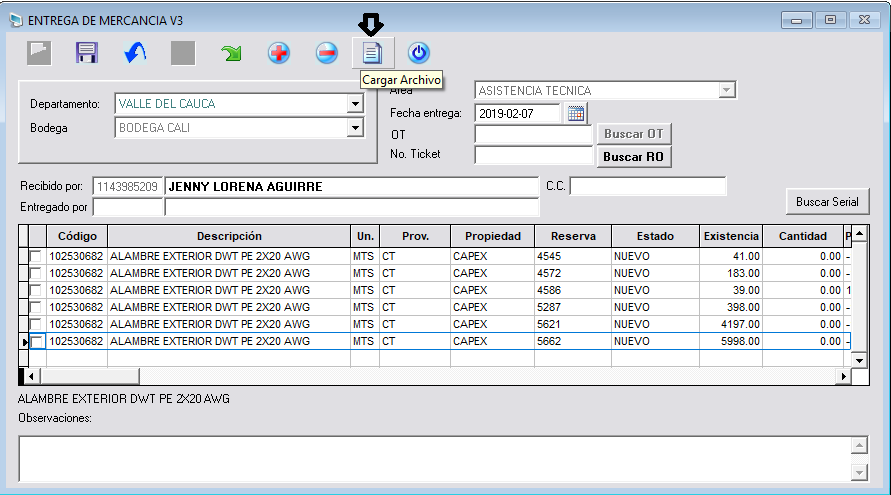 ENTREGA DE MERCANCIA V3
Cargar Archivo
Departamento: VALLE DEL CAUCA
Bodega BODEGA CALI
Area ASISTENCIA TECNICA
Fecha entrega: 2019-02-07
OT Buscar OT
No. Ticket Buscar RO
Recibido por: 1143985209 JENNY LORENA AGUIRRE C.C.
Entregado por
Buscar Serial
Código Descripción Un. Prov. Propiedad Reserva Estado Existencia Cantidad P
102530682 ALAMBRE EXTERIOR DWT PE 2X20 AWG MTS CT CAPEX 4545 NUEVO 41.00 0.00 -
102530682 ALAMBRE EXTERIOR DWT PE 2X20 AWG MTS CT CAPEX 4572 NUEVO 183.00 0.00 -
102530682 ALAMBRE EXTERIOR DWT PE 2X20 AWG MTS CT CAPEX 4586 NUEVO 39.00 0.00 1
102530682 ALAMBRE EXTERIOR DWT PE 2X20 AWG MTS CT CAPEX 5287 NUEVO 398.00 0.00 -
102530682 ALAMBRE EXTERIOR DWT PE 2X20 AWG MTS CT CAPEX 5621 NUEVO 4197.00 0.00 -
102530682 ALAMBRE EXTERIOR DWT PE 2X20 AWG MTS CT CAPEX 5662 NUEVO 5998.00 0.00 -
ALAMBRE EXTERIOR DWT PE 2X20 AWG
Observaciones: